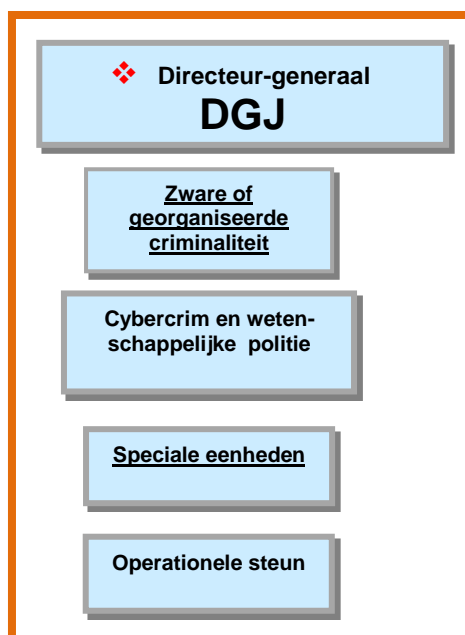 ❖ Directeur-generaal
DGJ
Zware of
georganiseerde
criminaliteit
Cybercrim en weten-
schappelijke politie
Speciale eenheden
Operationele steun